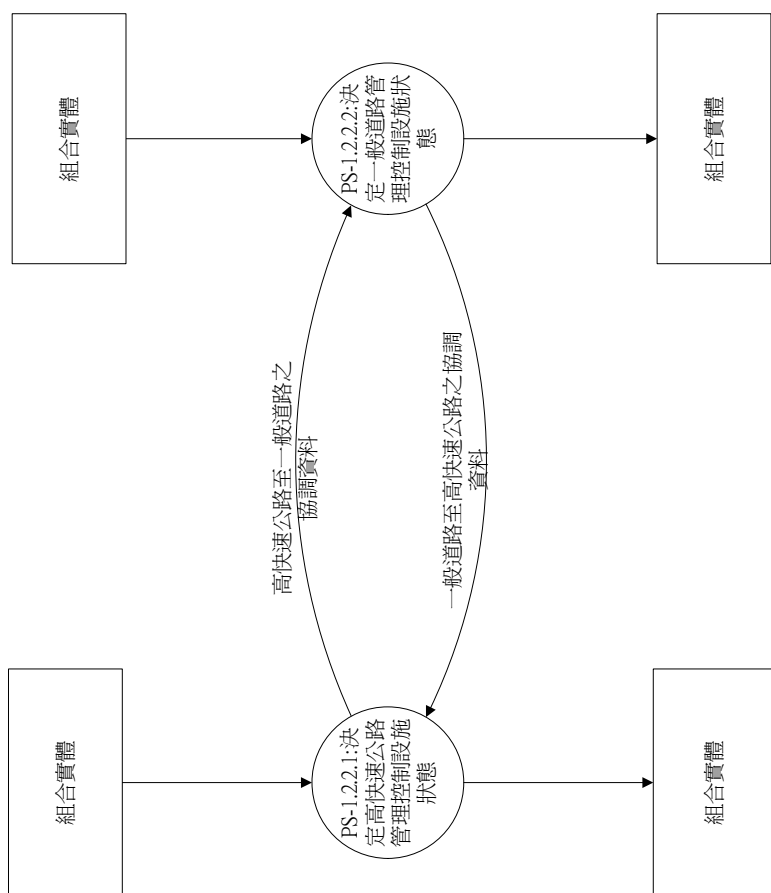 組合實體
組合實體
PS-1.2.2.1:決
定高快速公路
管理控制設施
狀態
高快速公路至一般道路之
協調資料
一般道路至高快速公路之協調
資料
PS-1.2.2.2:決
定一般道路管
理控制設施狀
態
組合實體
組合實體